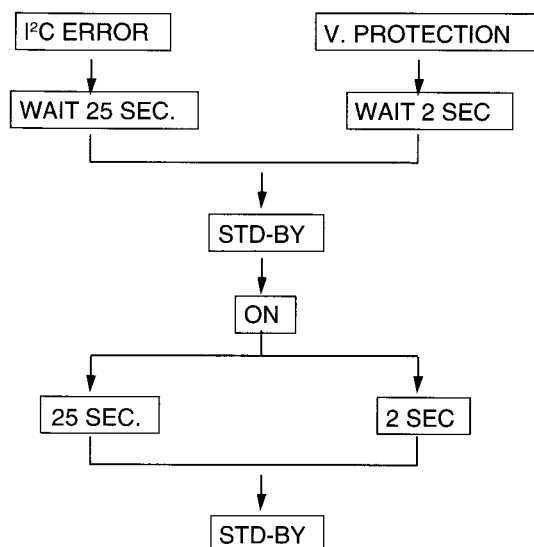 I²C ERROR
V. PROTECTION
WAIT 25 SEC.
WAIT 2 SEC
STD-BY
ON
25 SEC.
2 SEC
STD-BY